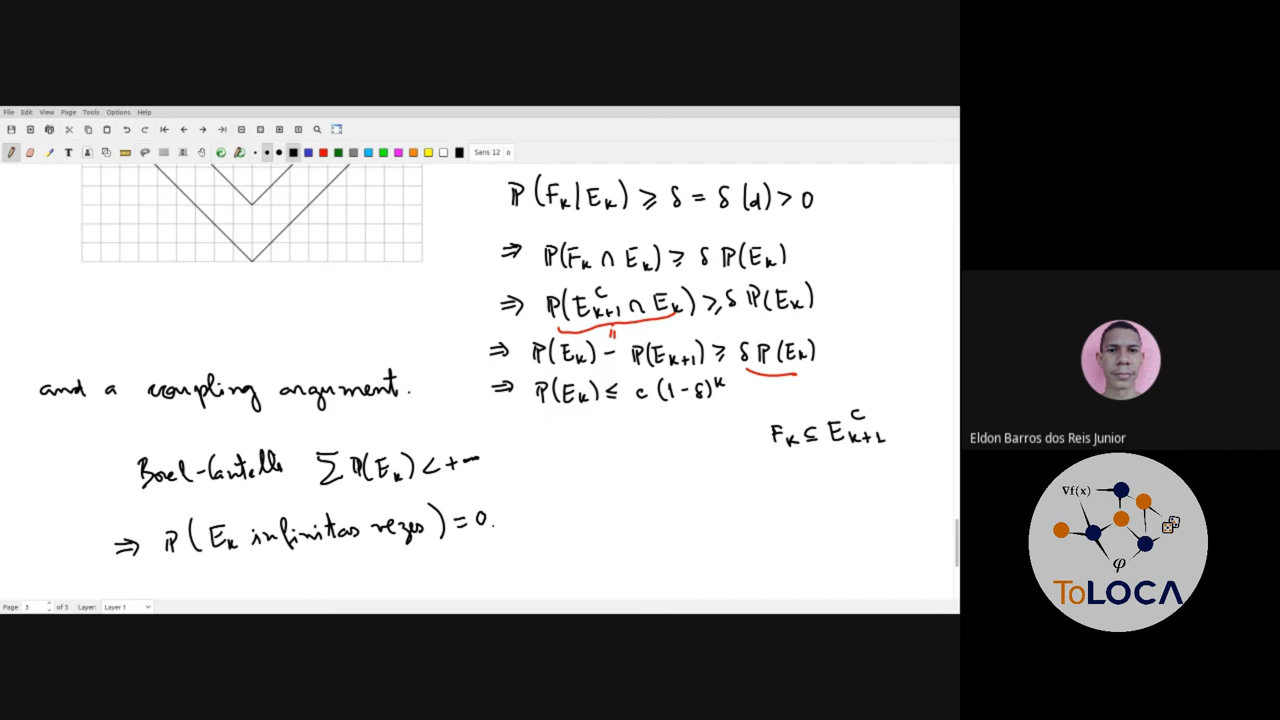 File Edit View Page Tools Options Help
Sans 12
ℙ(F_k|E_k) ⩾ δ = δ(d) > 0
⇒ ℙ(F_k ∩ E_k) ⩾ δ ℙ(E_k)
⇒ ℙ(E_{k+1}^c ∩ E_k) ⩾ δ ℙ(E_k)
⇒ ℙ(E_k) - ℙ(E_{k+1}) ⩾ δ ℙ(E_k)
and a coupling argument.
⇒ ℙ(E_k) ≤ c (1-δ)^k
F_k ⊆ E_{k+1}^c
Borel-Cantelli ∑ ℙ(E_k) < +∞
⇒ ℙ(E_k infinitas vezes) = 0.
Page 3 of 3 Layer: Layer 1
Eldon Barros dos Reis Junior
∇f(x)
φ
ToLOCA